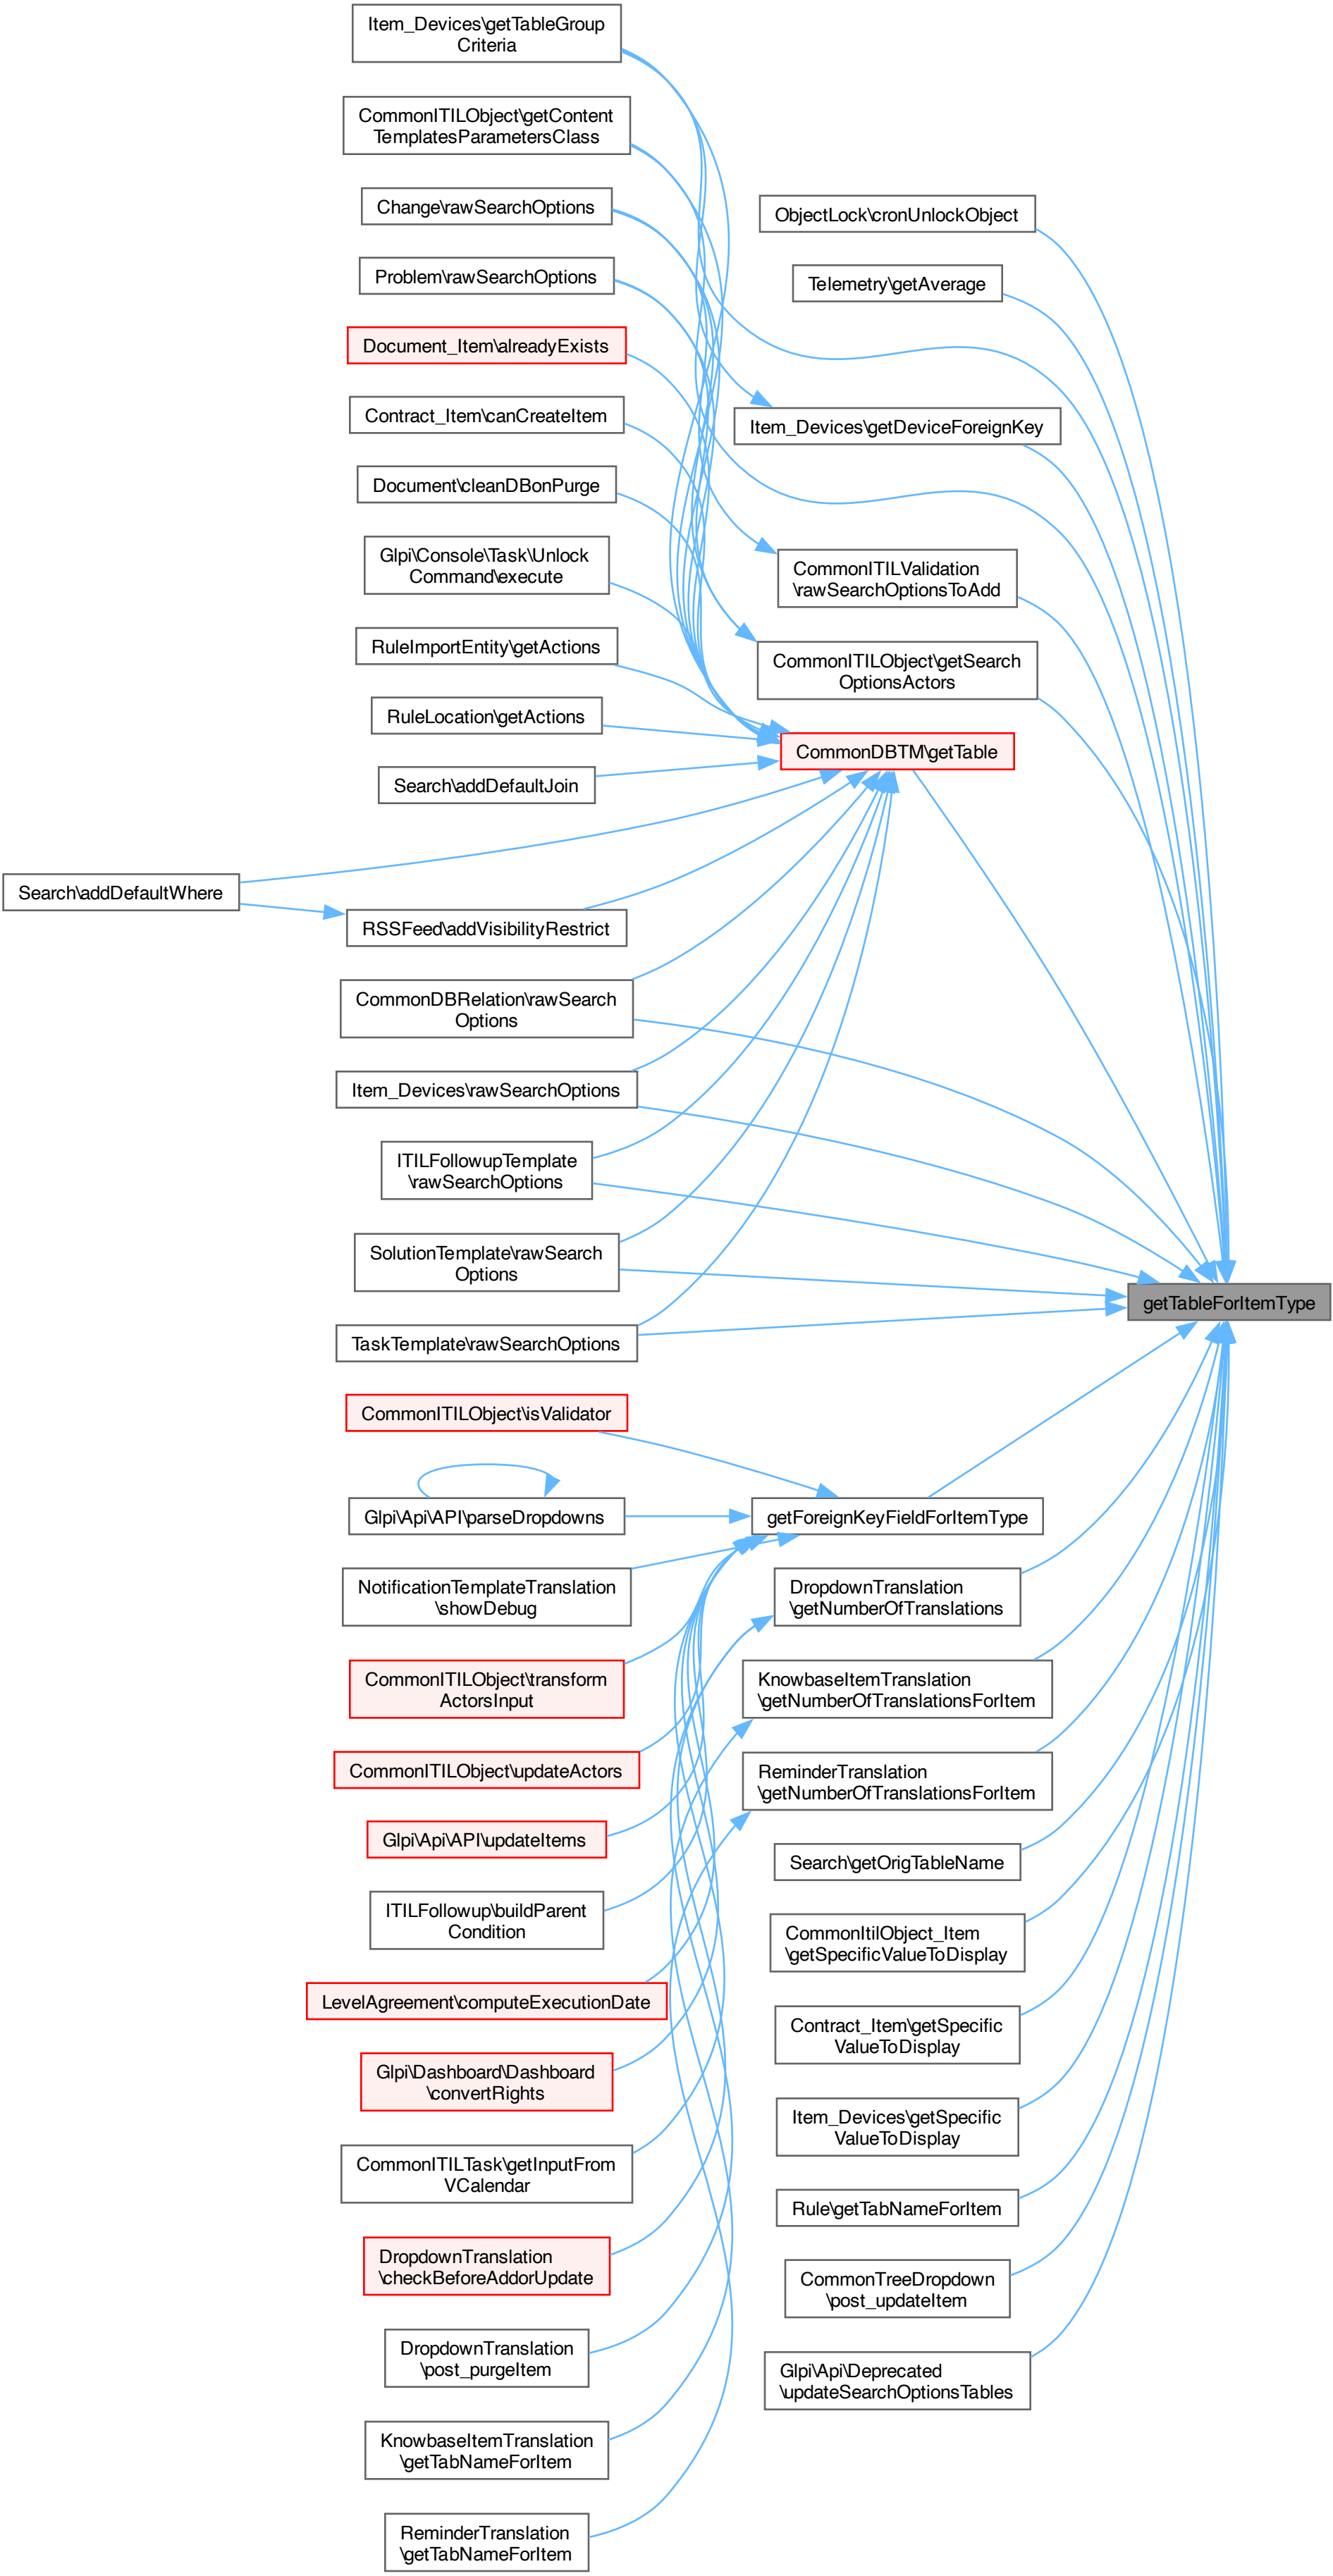 Item_Devices\getTableGroup
Criteria
CommonITILObject\getContent
TemplatesParametersClass
Change\rawSearchOptions
Problem\rawSearchOptions
Document_Item\alreadyExists
Contract_Item\canCreateItem
Document\cleanDBonPurge
Glpi\Console\Task\Unlock
Command\execute
RuleImportEntity\getActions
RuleLocation\getActions
Search\addDefaultJoin
Search\addDefaultWhere
RSSFeed\addVisibilityRestrict
CommonDBRelation\rawSearch
Options
Item_Devices\rawSearchOptions
ITILFollowupTemplate
\rawSearchOptions
SolutionTemplate\rawSearch
Options
TaskTemplate\rawSearchOptions
CommonITILObject\isValidator
Glpi\Api\API\parseDropdowns
NotificationTemplateTranslation
\showDebug
CommonITILObject\transform
ActorsInput
CommonITILObject\updateActors
Glpi\Api\API\updateItems
ITILFollowup\buildParent
Condition
LevelAgreement\computeExecutionDate
Glpi\Dashboard\Dashboard
\convertRights
CommonITILTask\getInputFrom
VCalendar
DropdownTranslation
\checkBeforeAddorUpdate
DropdownTranslation
\post_purgeItem
KnowbaseItemTranslation
\getTabNameForItem
ReminderTranslation
\getTabNameForItem
ObjectLock\cronUnlockObject
Telemetry\getAverage
Item_Devices\getDeviceForeignKey
CommonITILValidation
\rawSearchOptionsToAdd
CommonITILObject\getSearch
OptionsActors
CommonDBTM\getTable
getForeignKeyFieldForItemType
DropdownTranslation
\getNumberOfTranslations
KnowbaseItemTranslation
\getNumberOfTranslationsForItem
ReminderTranslation
\getNumberOfTranslationsForItem
Search\getOrigTableName
CommonItilObject_Item
\getSpecificValueToDisplay
Contract_Item\getSpecific
ValueToDisplay
Item_Devices\getSpecific
ValueToDisplay
Rule\getTabNameForItem
CommonTreeDropdown
\post_updateItem
Glpi\Api\Deprecated
\updateSearchOptionsTables
getTableForItemType